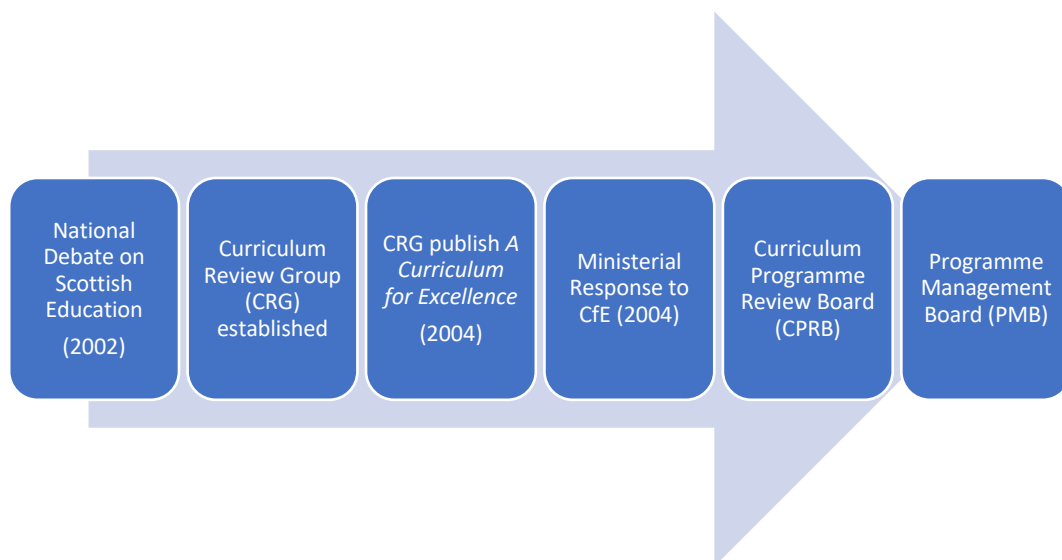 National
Debate on
Scottish
Education
(2002)
Curriculum
Review Group
(CRG)
established
CRG publish A
Curriculum
for Excellence
(2004)
Ministerial
Response to
CfE (2004)
Curriculum
Programme
Review Board
(CPRB)
Programme
Management
Board (PMB)